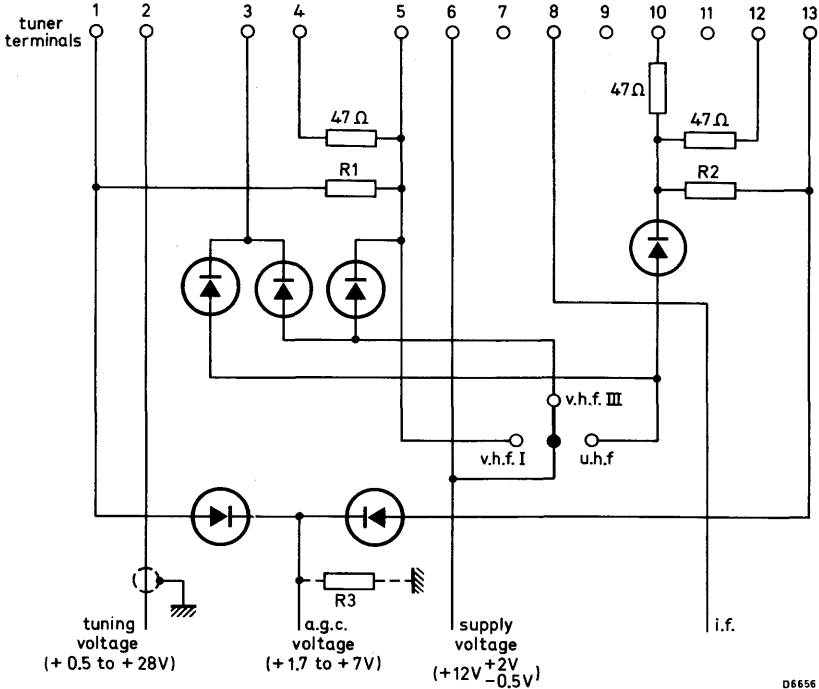 1 2 3 4 5 6 7 8 9 10 11 12 13
tuner
terminals
47Ω
47Ω
47Ω
R1
R2
v.h.f. III
v.h.f. I
u.h.f
R3
tuning
voltage
(+ 0.5 to + 28V)
a.g.c.
voltage
(+1.7 to +7V)
supply
voltage
(+12V +2V
-0.5V)
i.f.
D6656